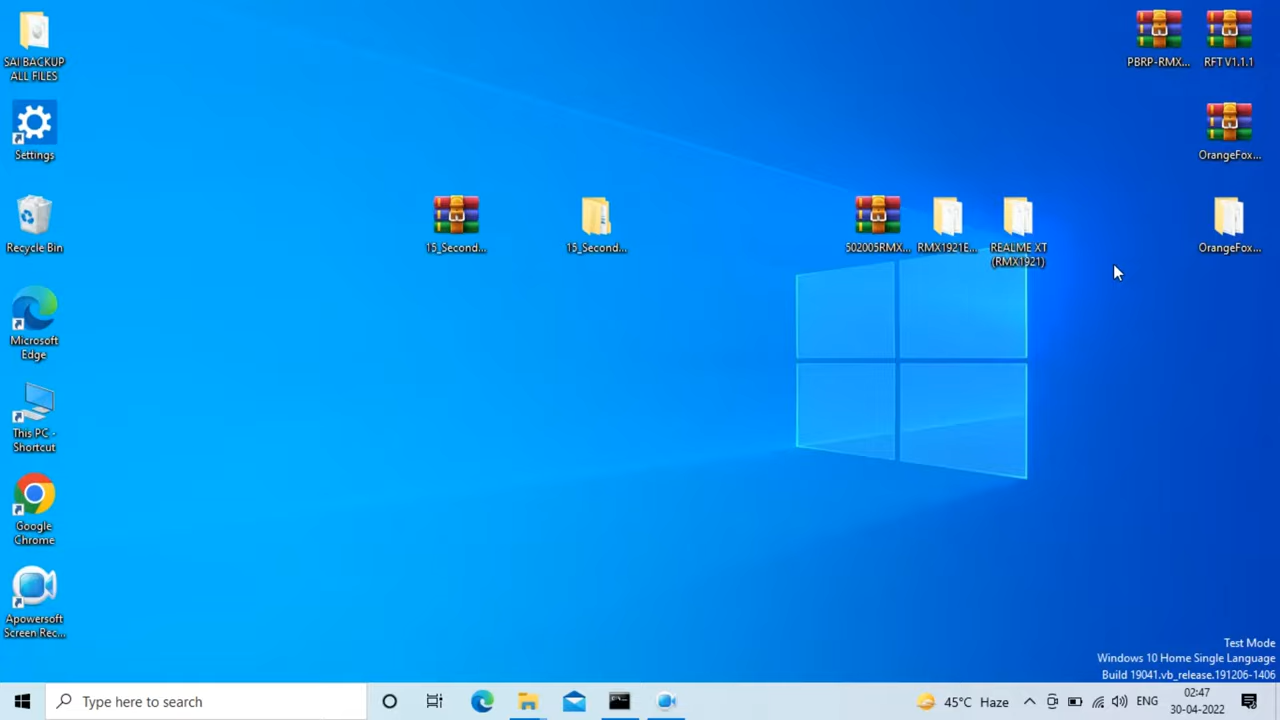 SAI BACKUP
ALL FILES
Settings
Recycle Bin
Microsoft
Edge
This PC -
Shortcut
Google
Chrome
Apowersoft
Screen Rec...
15_Second...
15_Second...
502005RMX...
RMX1921E...
REALME XT
(RMX1921)
PBRP-RMX...
RFT V1.1.1
OrangeFox...
OrangeFox...
Test Mode
Windows 10 Home Single Language
Build 19041.vb_release.191206-1406
Type here to search
45°C Haze
ENG
02:47
30-04-2022